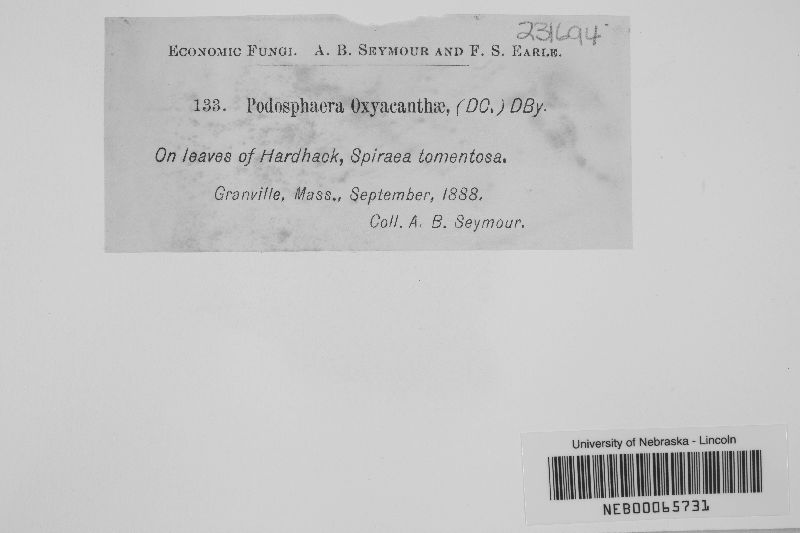 231694
Economic Fungi. A. B. Seymour and F. S. Earle.
133. Podosphaera Oxyacanthæ, (DC.) DBy.
On leaves of Hardhack, Spiraea tomentosa.
Granville, Mass., September, 1888.
Coll. A. B. Seymour.
University of Nebraska - Lincoln
NEB00065731